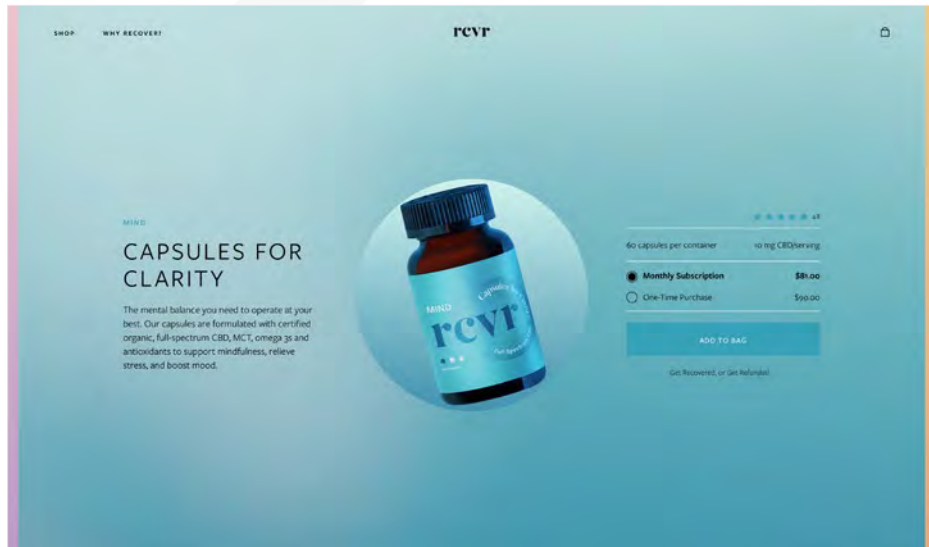 SHOP
WHY RECOVER?
rcvr
MIND
CAPSULES FOR
CLARITY
The mental balance you need to operate at your
best. Our capsules are formulated with certified
organic, full-spectrum CBD, MCT, omega 3s and
antioxidants to support mindfulness, relieve
stress, and boost mood.
MIND
rcvr
Capsules
48
60 capsules per container
10 mg CBD/serving
Monthly Subscription
$81.00
One-Time Purchase
$90.00
ADD TO BAG
Get Recovered, or Get Refunded